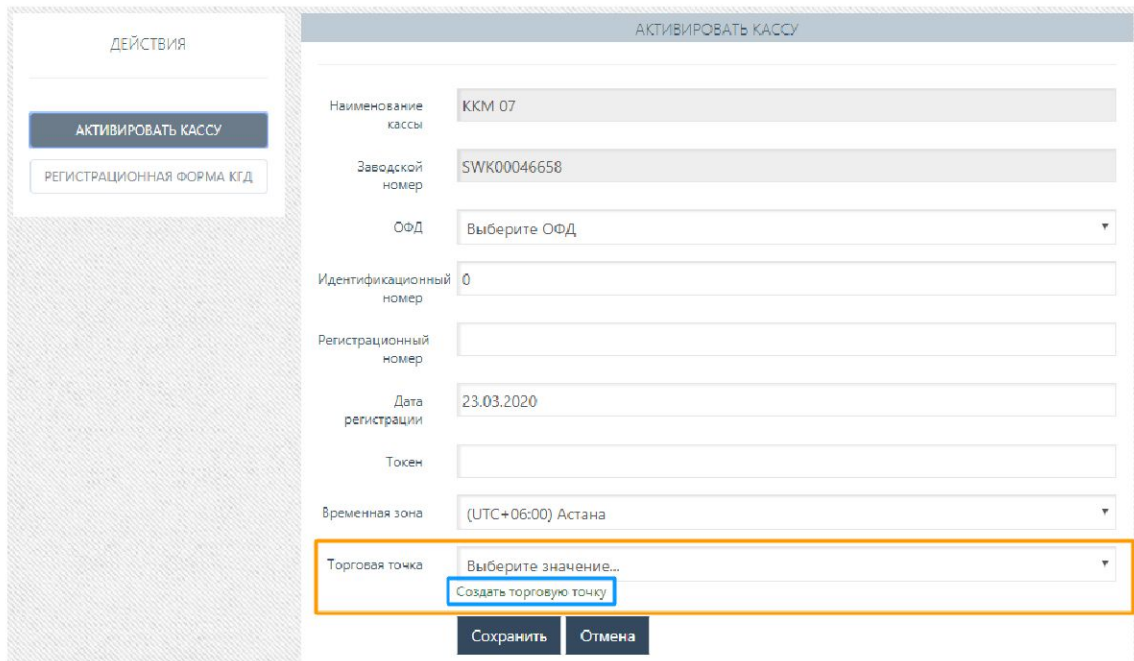 ДЕЙСТВИЯ
АКТИВИРОВАТЬ КАССУ
РЕГИСТРАЦИОННАЯ ФОРМА КГД
АКТИВИРОВАТЬ КАССУ
Наименование
кассы
ККМ 07
Заводской
номер
SWK00046658
ОФД
Выберите ОФД
Идентификационный
номер
0
Регистрационный
номер
Дата
регистрации
23.03.2020
Токен
Временная зона
(UTC+06:00) Астана
Торговая точка
Выберите значение...
Создать торговую точку
Сохранить
Отмена